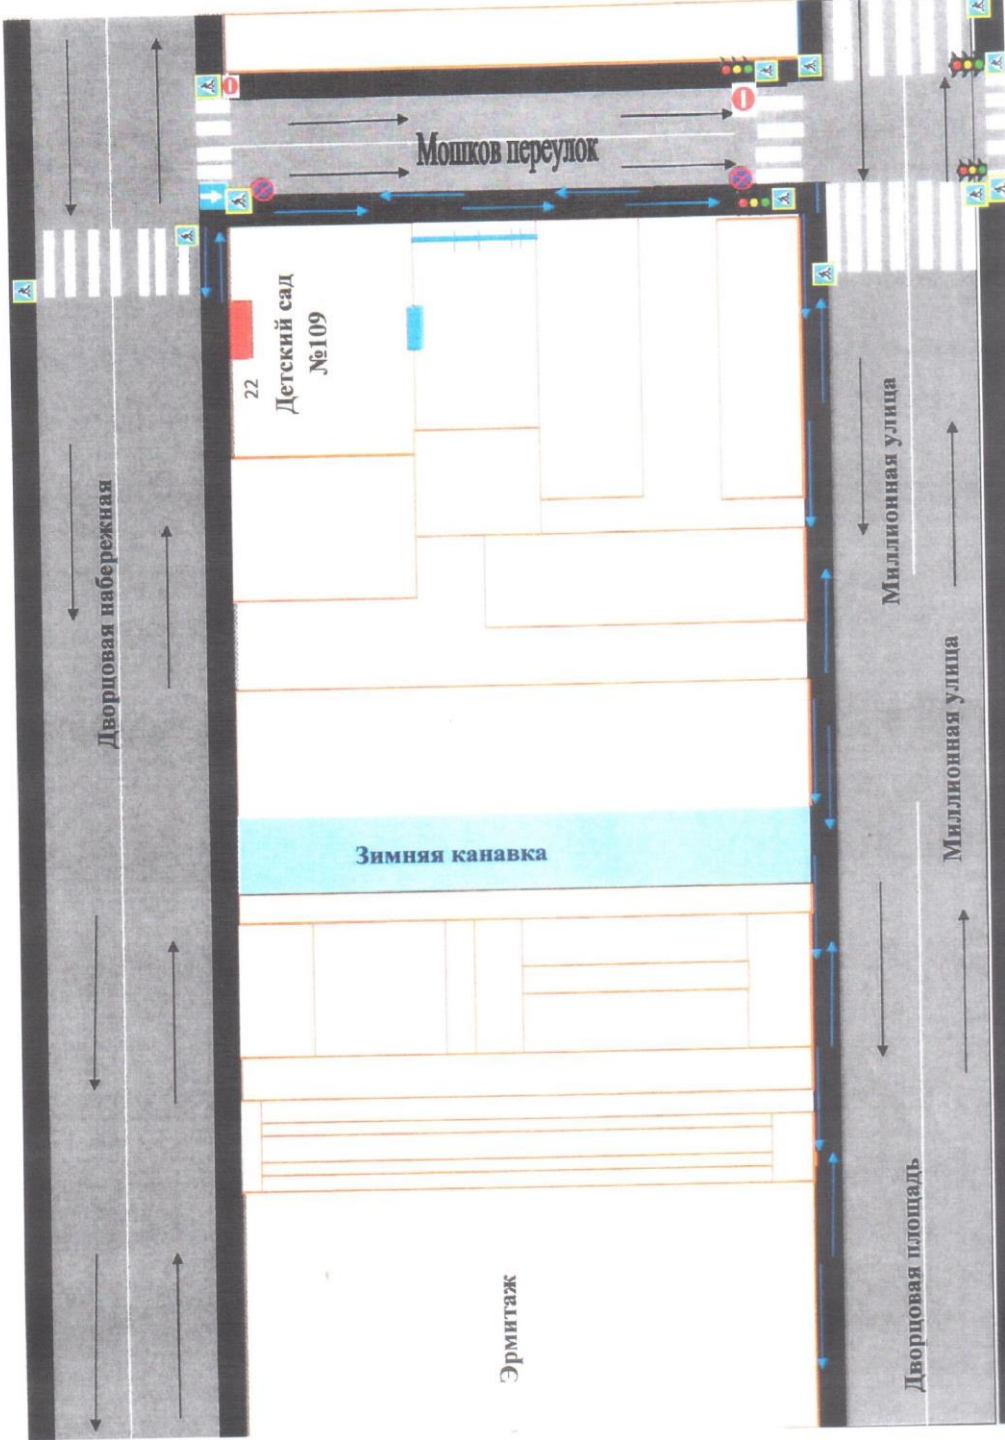 Мошков переулок
22
Детский сад
№109
Дворцовая набережная
Миллионная улица
Миллионная улица
Зимняя канавка
Дворцовая площадь
Эрмитаж